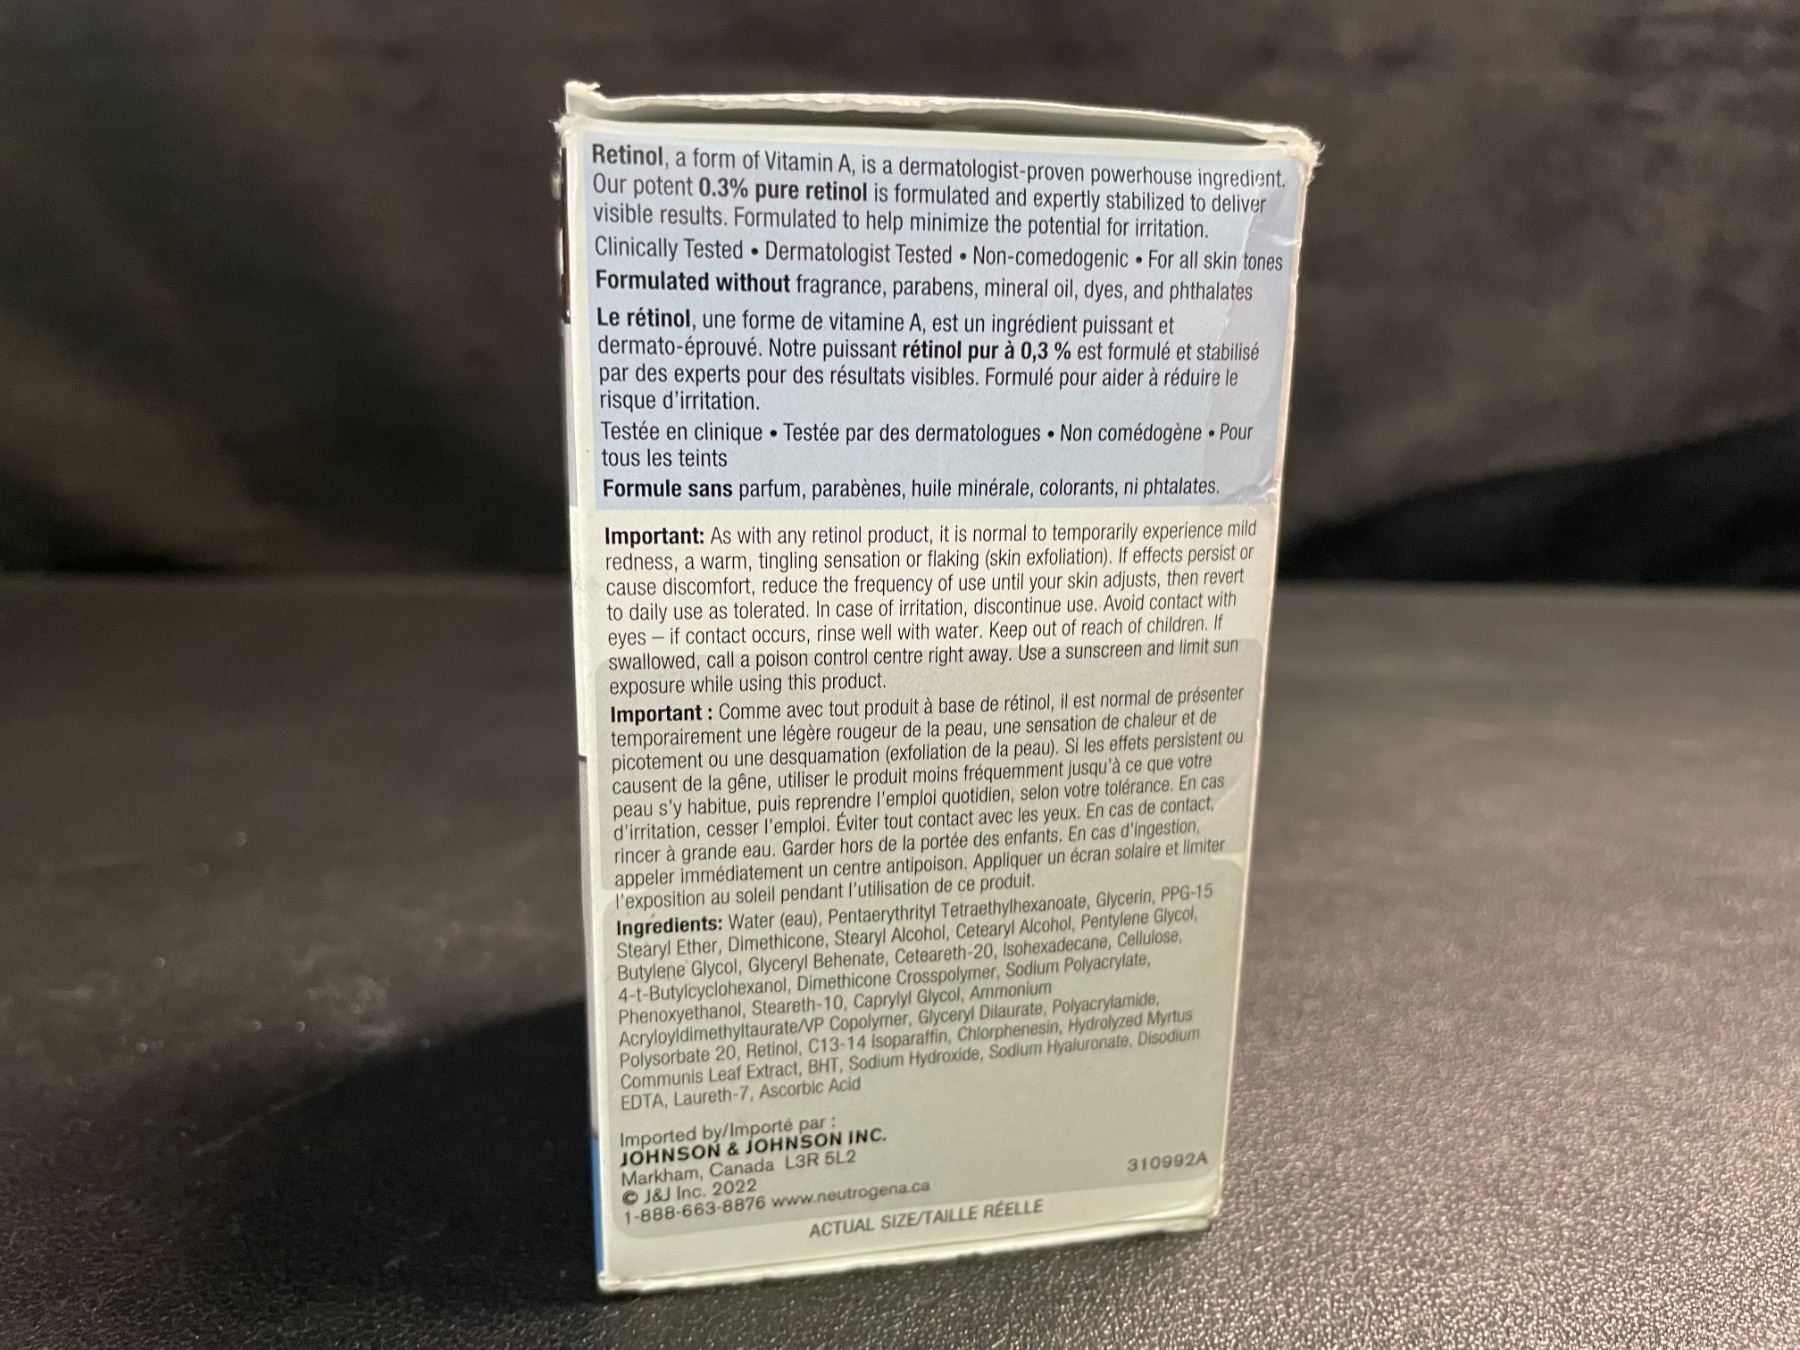 Retinol, a form of Vitamin A, is a dermatologist-proven powerhouse ingredient.
Our potent 0.3% pure retinol is formulated and expertly stabilized to deliver
visible results. Formulated to help minimize the potential for irritation.
Clinically Tested • Dermatologist Tested • Non-comedogenic • For all skin tones
Formulated without fragrance, parabens, mineral oil, dyes, and phthalates
Le rétinol, une forme de vitamine A, est un ingrédient puissant et
dermato-éprouvé. Notre puissant rétinol pur à 0,3 % est formulé et stabilisé
par des experts pour des résultats visibles. Formulé pour aider à réduire le
risque d'irritation.
Testée en clinique • Testée par des dermatologues • Non comédogène • Pour
tous les teints
Formule sans parfum, parabènes, huile minérale, colorants, ni phtalates.
Important: As with any retinol product, it is normal to temporarily experience mild
redness, a warm, tingling sensation or flaking (skin exfoliation). If effects persist or
cause discomfort, reduce the frequency of use until your skin adjusts, then revert
to daily use as tolerated. In case of irritation, discontinue use. Avoid contact with
eyes – if contact occurs, rinse well with water. Keep out of reach of children. If
swallowed, call a poison control centre right away. Use a sunscreen and limit sun
exposure while using this product.
Important : Comme avec tout produit à base de rétinol, il est normal de présenter
temporairement une légère rougeur de la peau, une sensation de chaleur et de
picotement ou une desquamation (exfoliation de la peau). Si les effets persistent ou
causent de la gêne, utiliser le produit moins fréquemment jusqu'à ce que votre
peau s'y habitue, puis reprendre l'emploi quotidien, selon votre tolérance. En cas
d'irritation, cesser l'emploi. Éviter tout contact avec les yeux. En cas de contact,
rincer à grande eau. Garder hors de la portée des enfants. En cas d'ingestion,
appeler immédiatement un centre antipoison. Appliquer un écran solaire et limiter
l'exposition au soleil pendant l'utilisation de ce produit.
Ingrédients: Water (eau), Pentaerythrityl Tetraethylhexanoate, Glycerin, PPG-15
Stearyl Ether, Dimethicone, Stearyl Alcohol, Cetearyl Alcohol, Pentylene Glycol,
Butylene Glycol, Glyceryl Behenate, Ceteareth-20, Isohexadecane, Cellulose,
4-t-Butylcyclohexanol, Dimethicone Crosspolymer, Sodium Polyacrylate,
Phenoxyethanol, Steareth-10, Caprylyl Glycol, Ammonium
Acryloyldimethyltaurate/VP Copolymer, Glyceryl Dilaurate, Polyacrylamide,
Polysorbate 20, Retinol, C13-14 Isoparaffin, Chlorphenesin, Hydrolyzed Myrtus
Communis Leaf Extract, BHT, Sodium Hydroxide, Sodium Hyaluronate, Disodium
EDTA, Laureth-7, Ascorbic Acid
Imported by/Importé par :
JOHNSON & JOHNSON INC.
Markham, Canada L3R 5L2
© J&J Inc. 2022
1-888-663-8876 www.neutrogena.ca
310992A
ACTUAL SIZE/TAILLE RÉELLE